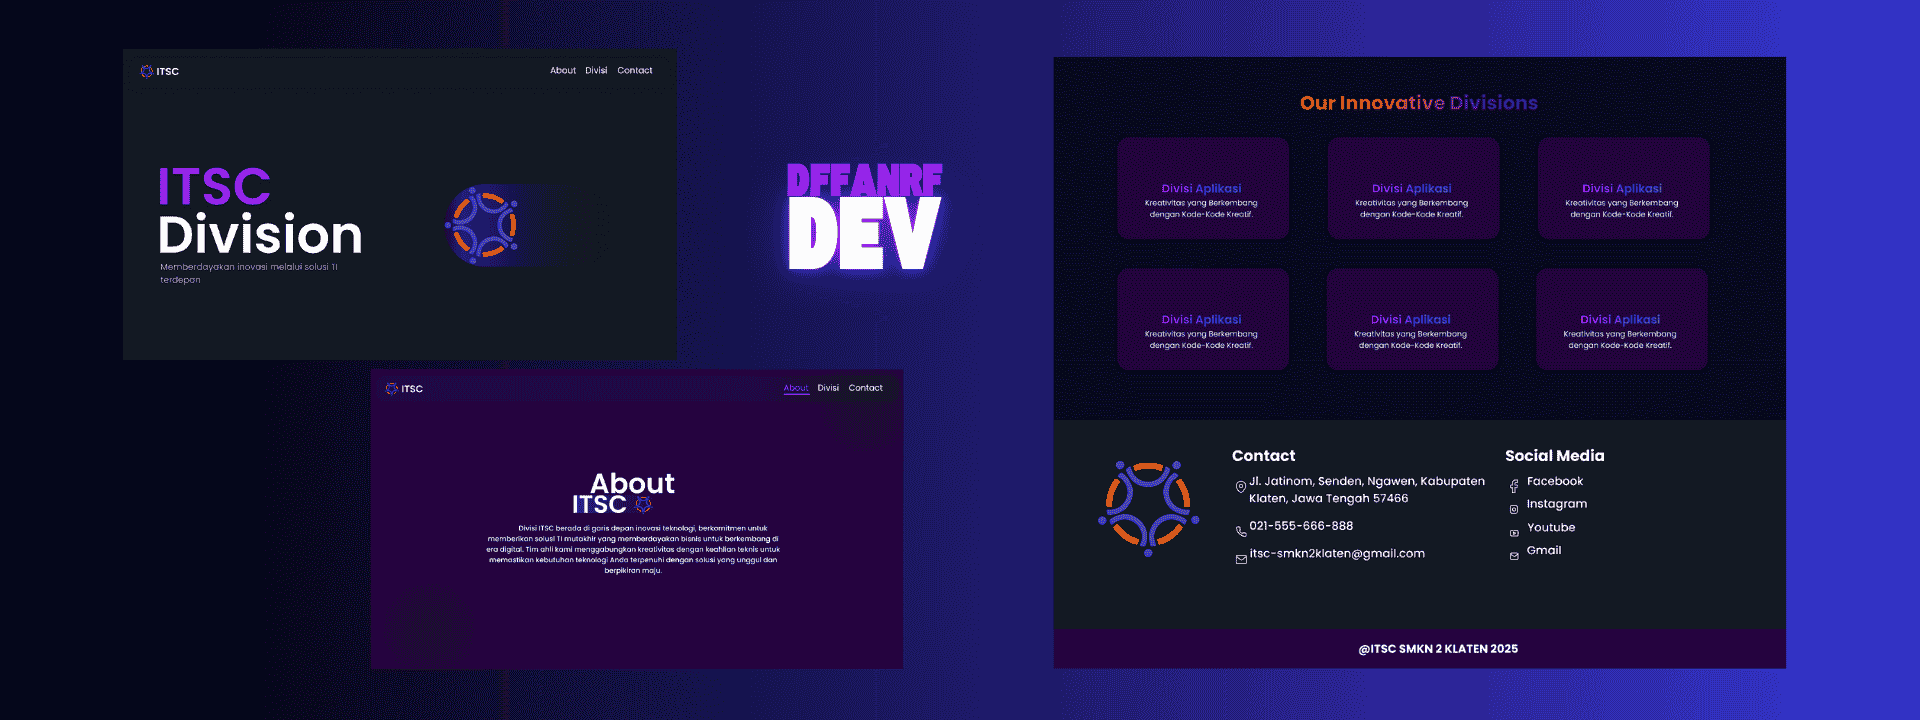 ITSC
About Divisi Contact
ITSC
Division
Memberdayakan inovasi melalui solusi TI
terdepan
DFFANRF
DEV
ITSC
About Divisi Contact
About
ITSC
Divisi ITSC berada di garis depan inovasi teknologi, berkomitmen untuk
memberikan solusi TI mutakhir yang memberdayakan bisnis untuk berkembang di
era digital. Tim ahli kami menggabungkan kreativitas dengan keahlian teknis untuk
memastikan kebutuhan teknologi Anda terpenuhi dengan solusi yang unggul dan
berpikiran maju.
Our Innovative Divisions
Divisi Aplikasi
Kreativitas yang Berkembang
dengan Kode-Kode Kreatif.
Divisi Aplikasi
Kreativitas yang Berkembang
dengan Kode-Kode Kreatif.
Divisi Aplikasi
Kreativitas yang Berkembang
dengan Kode-Kode Kreatif.
Divisi Aplikasi
Kreativitas yang Berkembang
dengan Kode-Kode Kreatif.
Divisi Aplikasi
Kreativitas yang Berkembang
dengan Kode-Kode Kreatif.
Divisi Aplikasi
Kreativitas yang Berkembang
dengan Kode-Kode Kreatif.
Contact
Jl. Jatinom, Senden, Ngawen, Kabupaten
Klaten, Jawa Tengah 57466
021-555-666-888
itsc-smkn2klaten@gmail.com
Social Media
Facebook
Instagram
Youtube
Gmail
@ITSC SMKN 2 KLATEN 2025